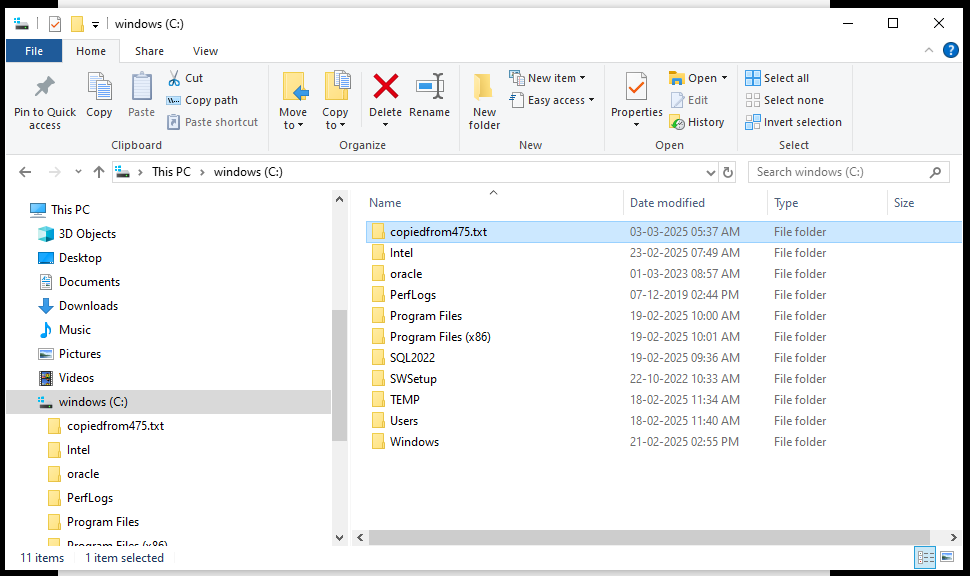 windows (C:)
File Home Share View
Pin to Quick access
Copy
Paste
Cut
Copy path
Paste shortcut
Clipboard
Move to
Copy to
Delete
Rename
Organize
New folder
New item
Easy access
New
Properties
Open
Edit
History
Open
Select all
Select none
Invert selection
Select
This PC > windows (C:)
Search windows (C:)
This PC
3D Objects
Desktop
Documents
Downloads
Music
Pictures
Videos
windows (C:)
copiedfrom475.txt
Intel
oracle
PerfLogs
Program Files
Program Files (x86)
Name Date modified Type Size
copiedfrom475.txt 03-03-2025 05:37 AM File folder
Intel 23-02-2025 07:49 AM File folder
oracle 01-03-2023 08:57 AM File folder
PerfLogs 07-12-2019 02:44 PM File folder
Program Files 19-02-2025 10:00 AM File folder
Program Files (x86) 19-02-2025 10:01 AM File folder
SQL2022 19-02-2025 09:36 AM File folder
SWSetup 22-10-2022 10:33 AM File folder
TEMP 18-02-2025 11:34 AM File folder
Users 18-02-2025 11:40 AM File folder
Windows 21-02-2025 02:55 PM File folder
11 items 1 item selected